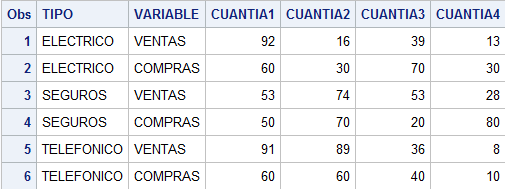 Obs TIPO VARIABLE CUANTIA1 CUANTIA2 CUANTIA3 CUANTIA4
1 ELECTRICO VENTAS 92 16 39 13
2 ELECTRICO COMPRAS 60 30 70 30
3 SEGUROS VENTAS 53 74 53 28
4 SEGUROS COMPRAS 50 70 20 80
5 TELEFONICO VENTAS 91 89 36 8
6 TELEFONICO COMPRAS 60 60 40 10